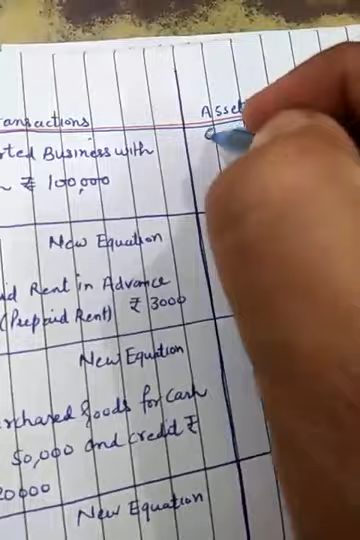 ansactions Asset
rted Business with
₹ 100,000
New Equation
id Rent in Advance
(Prepaid Rent) ₹ 3000
New Equation
rchased goods for cash
50,000 and credit ₹
20000
New Equation